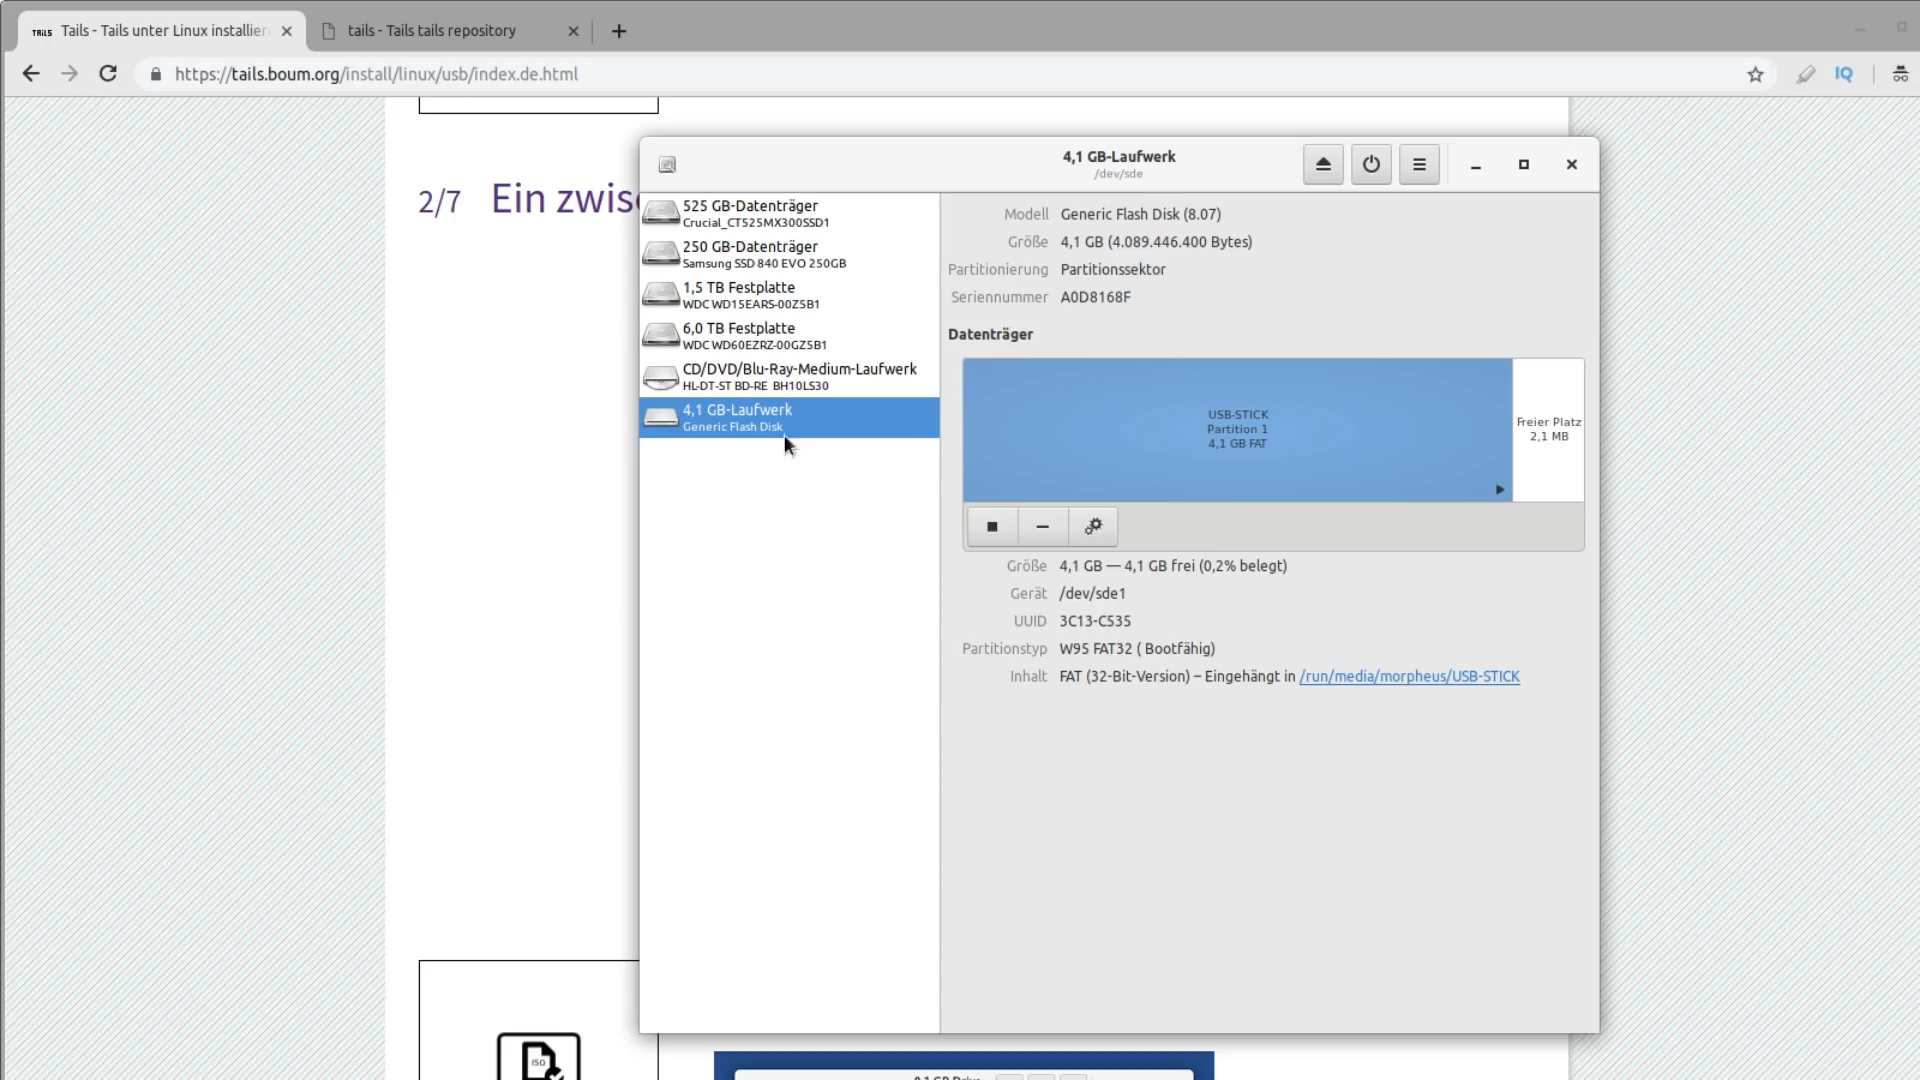 TAILS Tails - Tails unter Linux installier
tails - Tails tails repository
https://tails.boum.org/install/linux/usb/index.de.html
IQ
2/7 Ein zwis
4,1 GB-Laufwerk
/dev/sde
525 GB-Datenträger
Crucial_CT525MX300SSD1
250 GB-Datenträger
Samsung SSD 840 EVO 250GB
1,5 TB Festplatte
WDC WD15EARS-00Z5B1
6,0 TB Festplatte
WDC WD60EZRZ-00GZ5B1
CD/DVD/Blu-Ray-Medium-Laufwerk
HL-DT-ST BD-RE BH10LS30
4,1 GB-Laufwerk
Generic Flash Disk
Modell Generic Flash Disk (8.07)
Größe 4,1 GB (4.089.446.400 Bytes)
Partitionierung Partitionssektor
Seriennummer A0D8168F
Datenträger
USB-STICK
Partition 1
4,1 GB FAT
Freier Platz
2,1 MB
Größe 4,1 GB — 4,1 GB frei (0,2% belegt)
Gerät /dev/sde1
UUID 3C13-C535
Partitionstyp W95 FAT32 ( Bootfähig)
Inhalt FAT (32-Bit-Version) – Eingehängt in /run/media/morpheus/USB-STICK
ISO